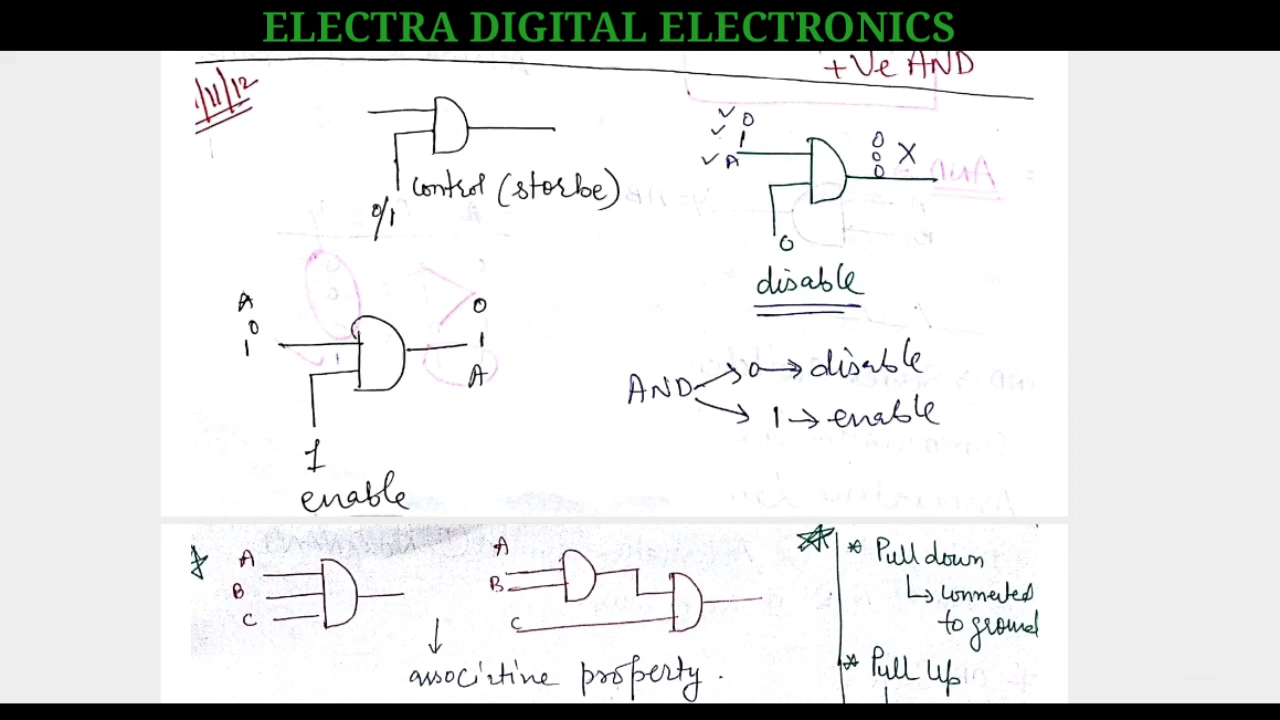 ELECTRA DIGITAL ELECTRONICS
+Ve AND
1/11/12
control (storbe)
0/1
0
1
A
0
0
0
X
0
disable
A
0
1
0
1
A
1
enable
AND → 0 → disable
→ 1 → enable
A
B
C
A
B
C
associtine property.
* Pull down
↳ connected
to ground
* Pull Up